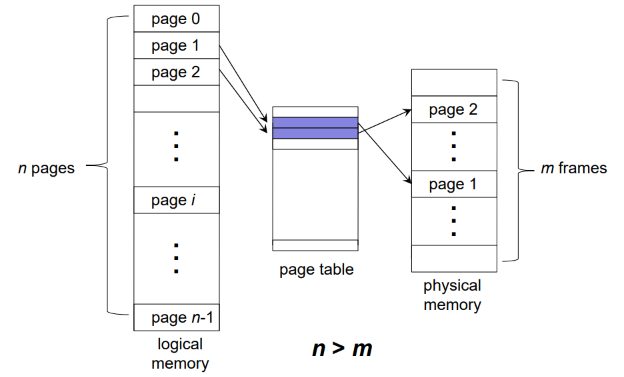 page 0
page 1
page 2
n pages
page i
page n-1
logical
memory
page table
page 2
page 1
m frames
physical
memory
n > m